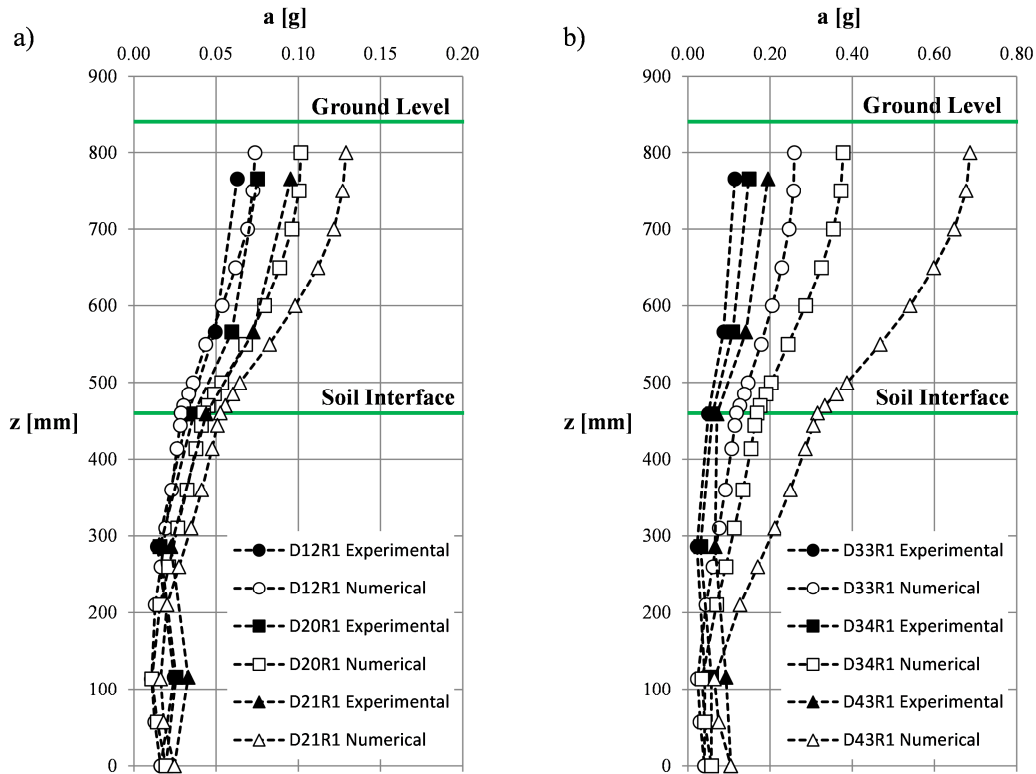 a)
a [g]
0.00 0.05 0.10 0.15 0.20
900
Ground Level
800
700
600
500
Soil Interface
z [mm]
400
300
200
100
0
D12R1 Experimental
D12R1 Numerical
D20R1 Experimental
D20R1 Numerical
D21R1 Experimental
D21R1 Numerical
b)
a [g]
0.00 0.20 0.40 0.60 0.80
900
Ground Level
800
700
600
500
Soil Interface
z [mm]
400
300
200
100
0
D33R1 Experimental
D33R1 Numerical
D34R1 Experimental
D34R1 Numerical
D43R1 Experimental
D43R1 Numerical